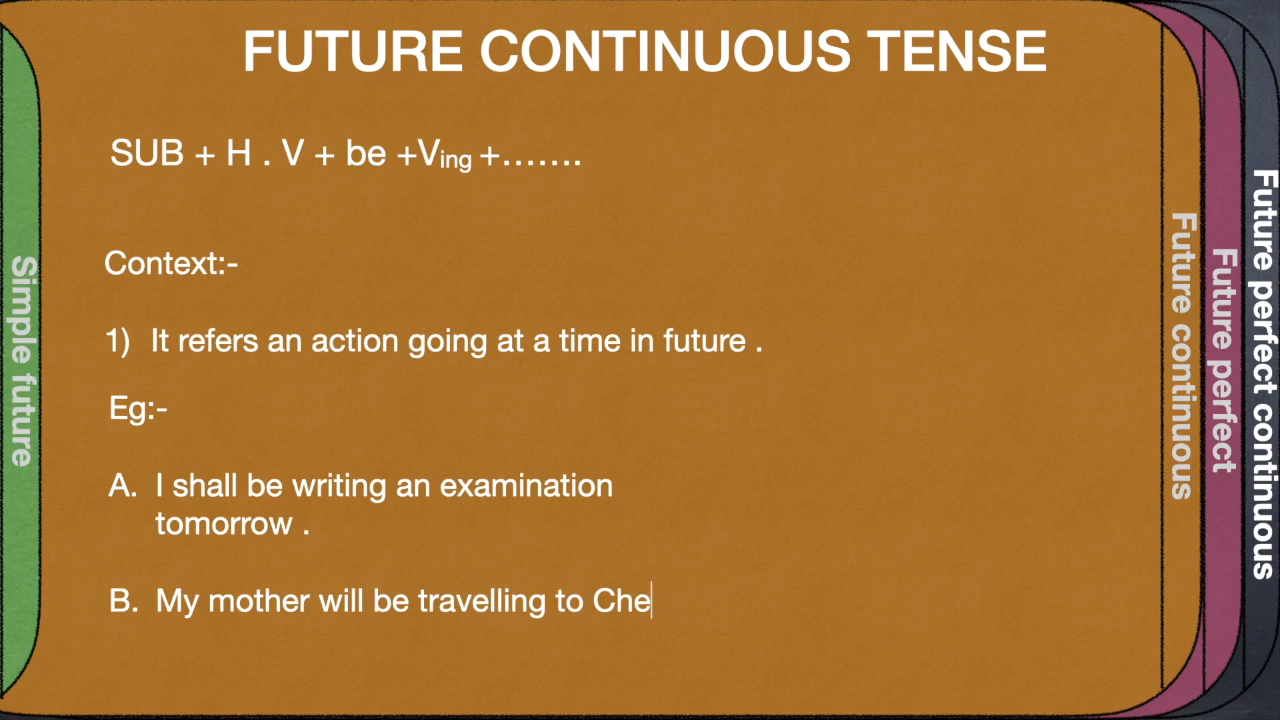 FUTURE CONTINUOUS TENSE
SUB + H . V + be +Ving +.......
Context:-
1) It refers an action going at a time in future .
Eg:-
A. I shall be writing an examination
tomorrow .
B. My mother will be travelling to Che
Simple future
Future continuous
Future perfect
Future perfect continuous